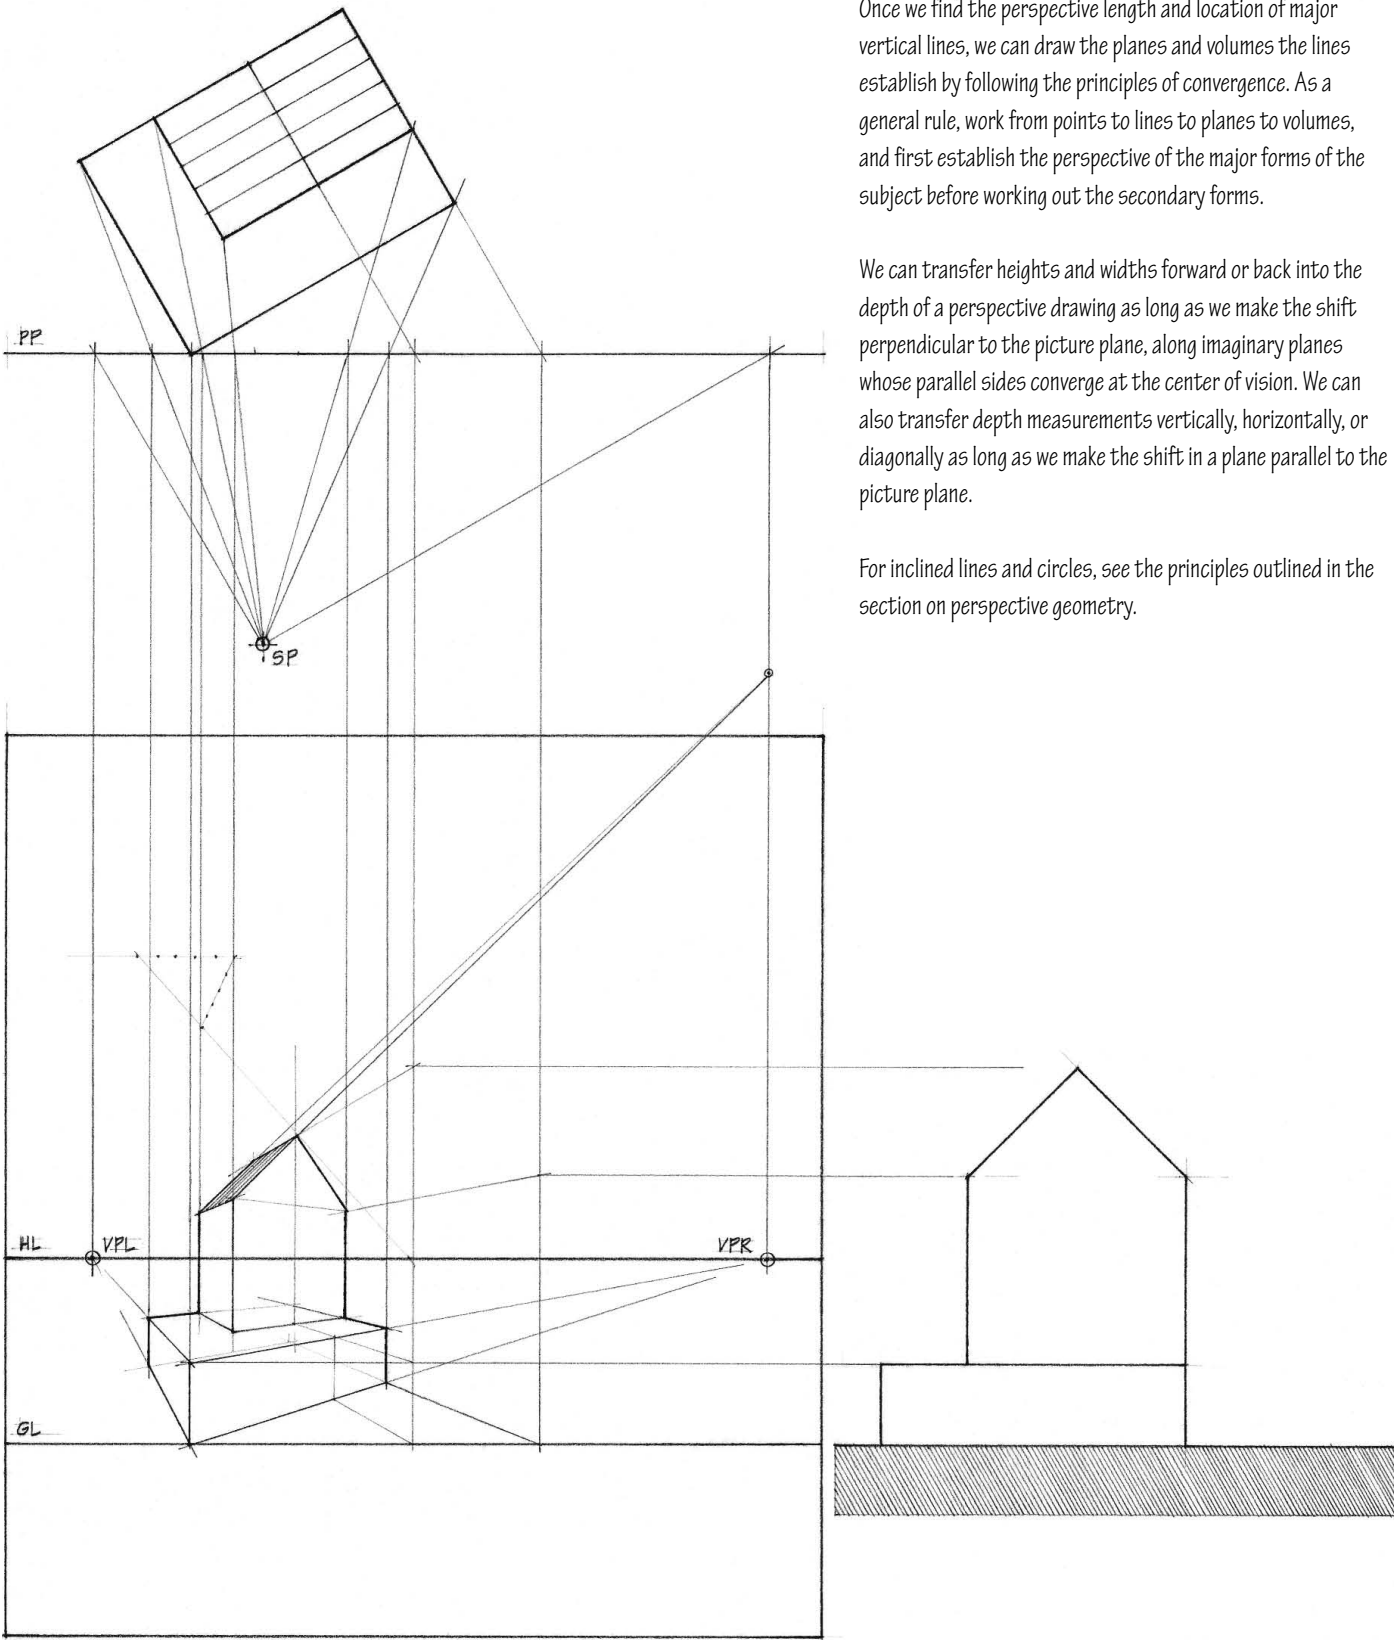 Once we find the perspective length and location of major
vertical lines, we can draw the planes and volumes the lines
establish by following the principles of convergence. As a
general rule, work from points to lines to planes to volumes,
and first establish the perspective of the major forms of the
subject before working out the secondary forms.
We can transfer heights and widths forward or back into the
depth of a perspective drawing as long as we make the shift
perpendicular to the picture plane, along imaginary planes
whose parallel sides converge at the center of vision. We can
also transfer depth measurements vertically, horizontally, or
diagonally as long as we make the shift in a plane parallel to the
picture plane.
For inclined lines and circles, see the principles outlined in the
section on perspective geometry.
PP
SP
HL
VPL
VPR
GL